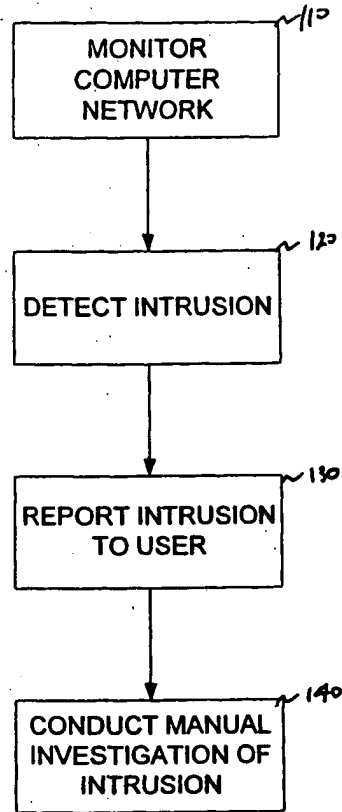 110
MONITOR
COMPUTER
NETWORK
120
DETECT INTRUSION
130
REPORT INTRUSION
TO USER
140
CONDUCT MANUAL
INVESTIGATION OF
INTRUSION